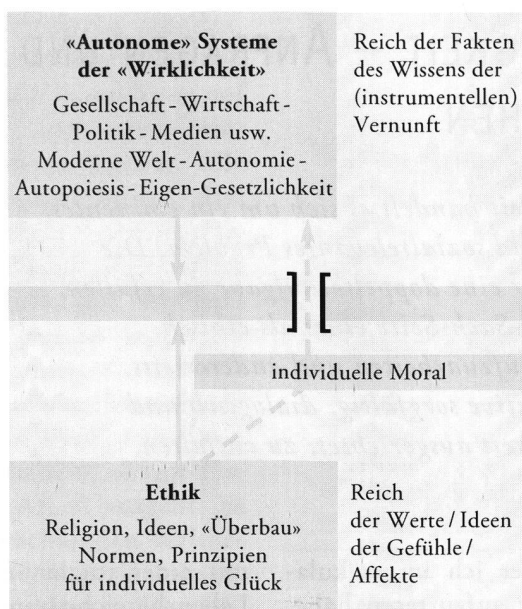 «Autonome» Systeme
der «Wirklichkeit»
Gesellschaft - Wirtschaft -
Politik - Medien usw.
Moderne Welt - Autonomie -
Autopoiesis - Eigen-Gesetzlichkeit
Reich der Fakten
des Wissens der
(instrumentellen)
Vernunft
] [
individuelle Moral
Ethik
Religion, Ideen, «Überbau»
Normen, Prinzipien
für individuelles Glück
Reich
der Werte / Ideen
der Gefühle /
Affekte